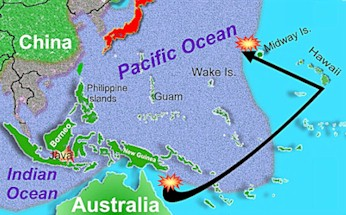 China
Pacific Ocean
Midway Is.
Hawaii
Wake Is.
Philippine
Islands
Guam
Borneo
Java
New Guinea
Indian
Ocean
Australia